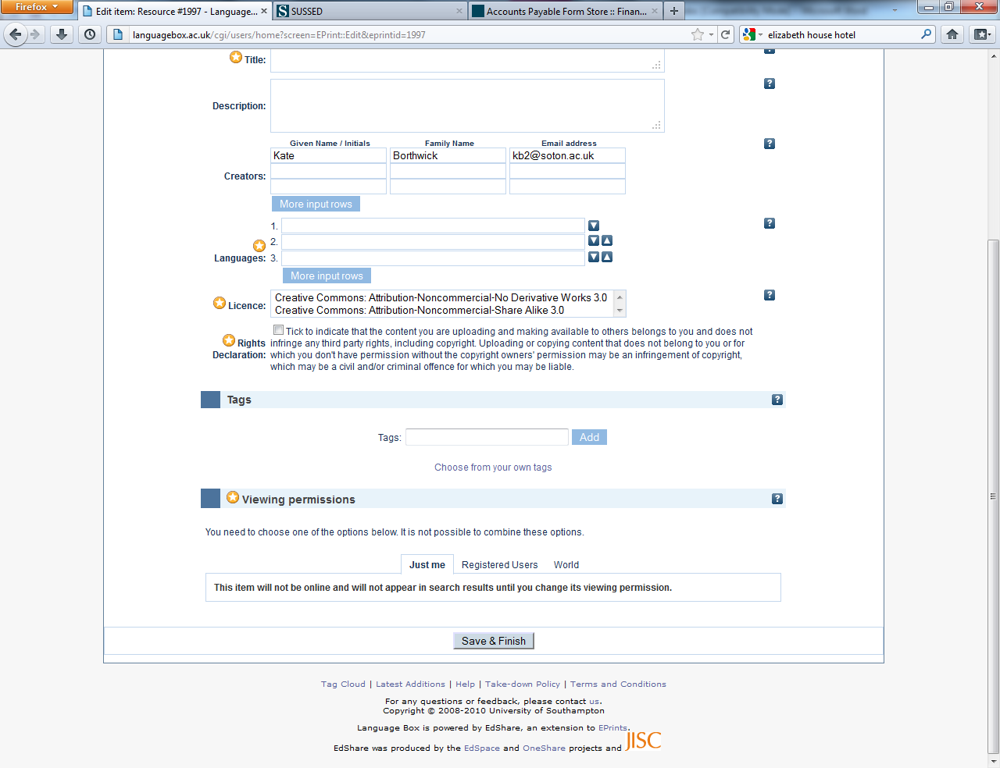 Firefox
Edit item: Resource #1997 - Language...
SUSSED
Accounts Payable Form Store :: Finan...
languagebox.ac.uk/cgi/users/home?screen=EPrint::Edit&eprintid=1997
elizabeth house hotel
Title:
Description:
Given Name / Initials Family Name Email address
Kate Borthwick kb2@soton.ac.uk
Creators:
More input rows
1.
2.
Languages: 3.
More input rows
Licence:
Creative Commons: Attribution-Noncommercial-No Derivative Works 3.0
Creative Commons: Attribution-Noncommercial-Share Alike 3.0
Rights Declaration:
Tick to indicate that the content you are uploading and making available to others belongs to you and does not
infringe any third party rights, including copyright. Uploading or copying content that does not belong to you or for
which you don't have permission without the copyright owners' permission may be an infringement of copyright,
which may be a civil and/or criminal offence for which you may be liable.
Tags
Tags: Add
Choose from your own tags
Viewing permissions
You need to choose one of the options below. It is not possible to combine these options.
Just me Registered Users World
This item will not be online and will not appear in search results until you change its viewing permission.
Save & Finish
Tag Cloud | Latest Additions | Help | Take-down Policy | Terms and Conditions
For any questions or feedback, please contact us.
Copyright © 2008-2010 University of Southampton
Language Box is powered by EdShare, an extension to EPrints.
EdShare was produced by the EdSpace and OneShare projects and JISC